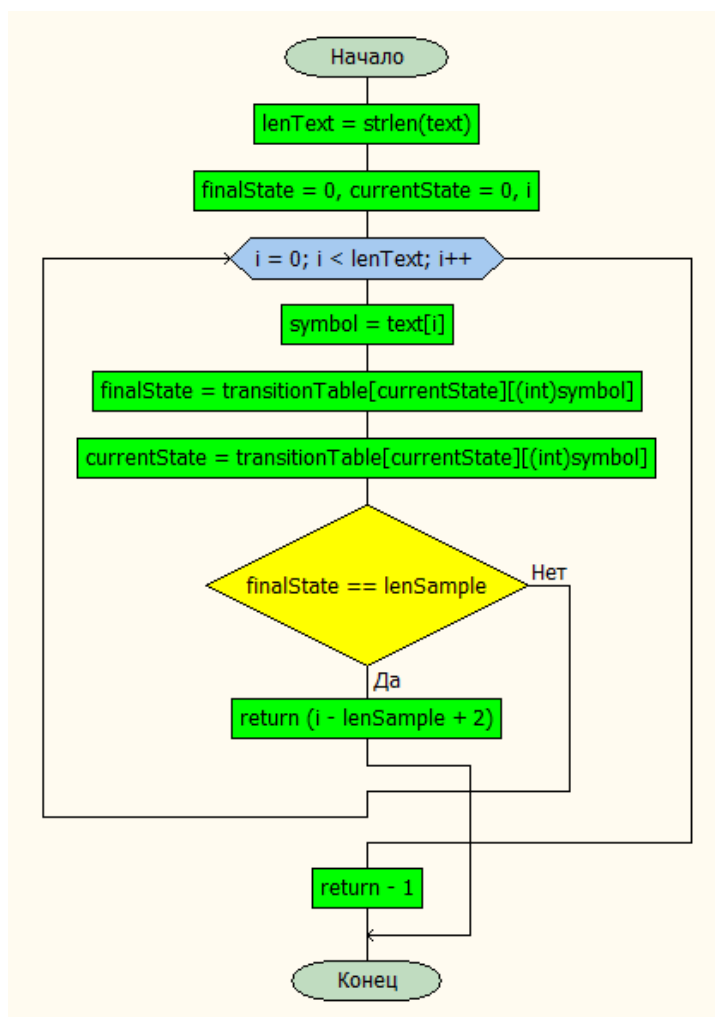 Начало
lenText = strlen(text)
finalState = 0, currentState = 0, i
i = 0; i < lenText; i++
symbol = text[i]
finalState = transitionTable[currentState][(int)symbol]
currentState = transitionTable[currentState][(int)symbol]
finalState == lenSample
Нет
Да
return (i - lenSample + 2)
return - 1
Конец